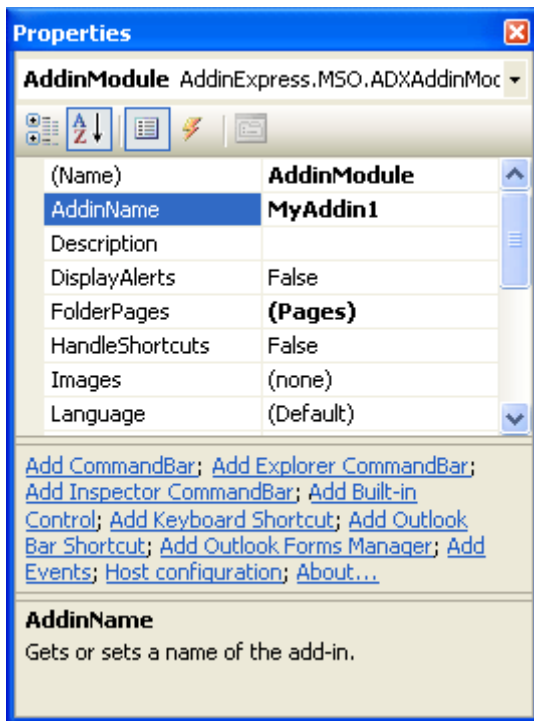 Properties
AddinModule AddinExpress.MSO.ADXAddinMoc
(Name) AddinModule
AddinName MyAddin1
Description
DisplayAlerts False
FolderPages (Pages)
HandleShortcuts False
Images (none)
Language (Default)
Add CommandBar; Add Explorer CommandBar;
Add Inspector CommandBar; Add Built-in
Control; Add Keyboard Shortcut; Add Outlook
Bar Shortcut; Add Outlook Forms Manager; Add
Events; Host configuration; About...
AddinName
Gets or sets a name of the add-in.